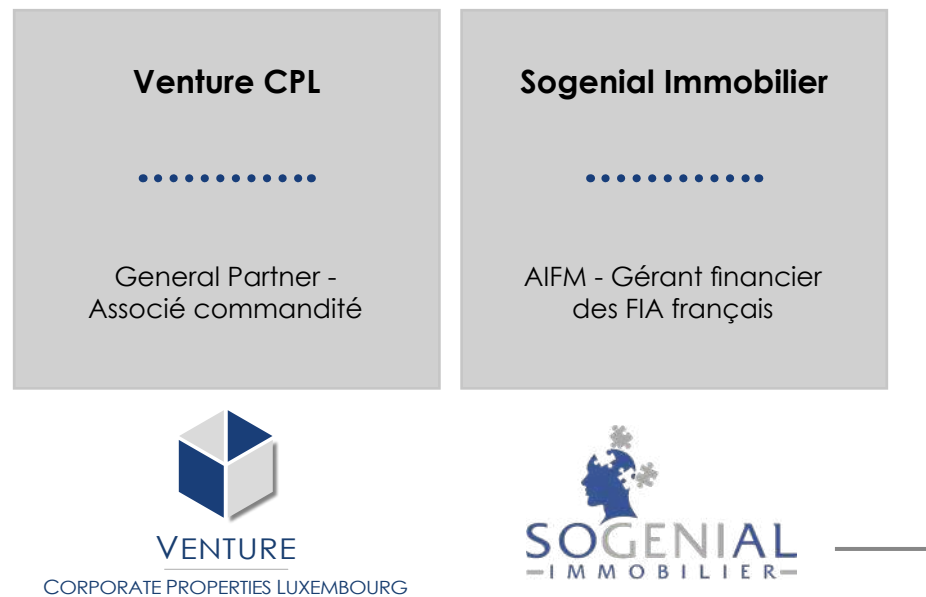 Venture CPL
General Partner -
Associé commandité
Sogenial Immobilier
AIFM - Gérant financier
des FIA français
VENTURE
CORPORATE PROPERTIES LUXEMBOURG
SOGENIAL
IMMOBILIER